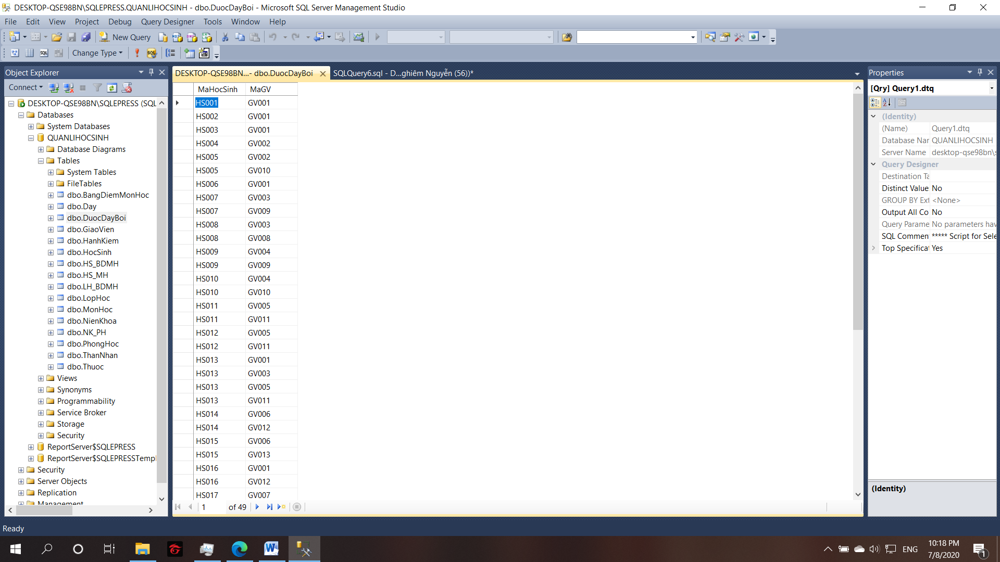 DESKTOP-QSE98BN\SQLEPRESS.QUANLIHOCSINH - dbo.DuocDayBoi - Microsoft SQL Server Management Studio
File Edit View Project Debug Query Designer Tools Window Help
New Query
Change Type
Object Explorer
Connect
DESKTOP-QSE98BN\SQLEPRESS (SQL
Databases
System Databases
QUANLIHOCSINH
Database Diagrams
Tables
System Tables
FileTables
dbo.BangDiemMonHoc
dbo.Day
dbo.DuocDayBoi
dbo.GiaoVien
dbo.HanhKiem
dbo.HocSinh
dbo.HS_BDMH
dbo.HS_MH
dbo.LH_BDMH
dbo.LopHoc
dbo.MonHoc
dbo.NienKhoa
dbo.NK_PH
dbo.PhongHoc
dbo.ThanNhan
dbo.Thuoc
Views
Synonyms
Programmability
Service Broker
Storage
Security
ReportServer$SQLEPRESS
ReportServer$SQLEPRESSTempl
Security
Server Objects
Replication
Management
DESKTOP-QSE98BN...- dbo.DuocDayBoi
SQLQuery6.sql - D...ghiêm Nguyễn (56))*
MaHocSinh MaGV
HS001 GV001
HS002 GV001
HS003 GV001
HS004 GV002
HS005 GV002
HS005 GV010
HS006 GV001
HS007 GV003
HS007 GV009
HS008 GV003
HS008 GV008
HS009 GV004
HS009 GV009
HS010 GV004
HS010 GV010
HS011 GV005
HS011 GV011
HS012 GV005
HS012 GV011
HS013 GV001
HS013 GV003
HS013 GV005
HS013 GV011
HS014 GV006
HS014 GV012
HS015 GV006
HS015 GV013
HS016 GV001
HS016 GV012
HS017 GV007
1 of 49
Properties
[Qry] Query1.dtq
(Identity)
(Name) Query1.dtq
Database Nar QUANLIHOCSINH
Server Name desktop-qse98bn\s
Query Designer
Destination Ta
Distinct Value No
GROUP BY Ext <None>
Output All Co No
Query Parame No parameters hav
SQL Commen ***** Script for Sele
Top Specificat Yes
(Identity)
Ready
ENG
10:18 PM
7/8/2020
1